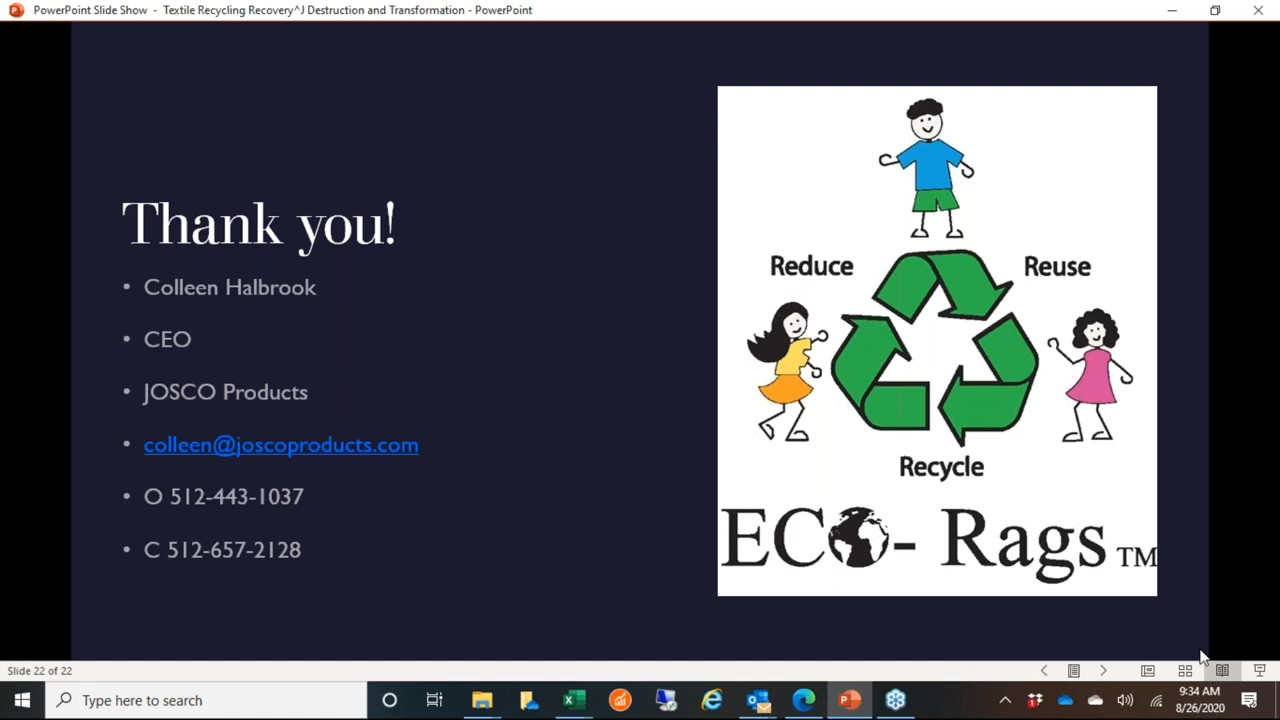 PowerPoint Slide Show - Textile Recycling Recovery^J Destruction and Transformation - PowerPoint
Thank you!
• Colleen Halbrook
• CEO
• JOSCO Products
• colleen@joscoproducts.com
• O 512-443-1037
• C 512-657-2128
Reduce
Reuse
Recycle
ECO- Rags TM
Slide 22 of 22
Type here to search
9:34 AM
8/26/2020